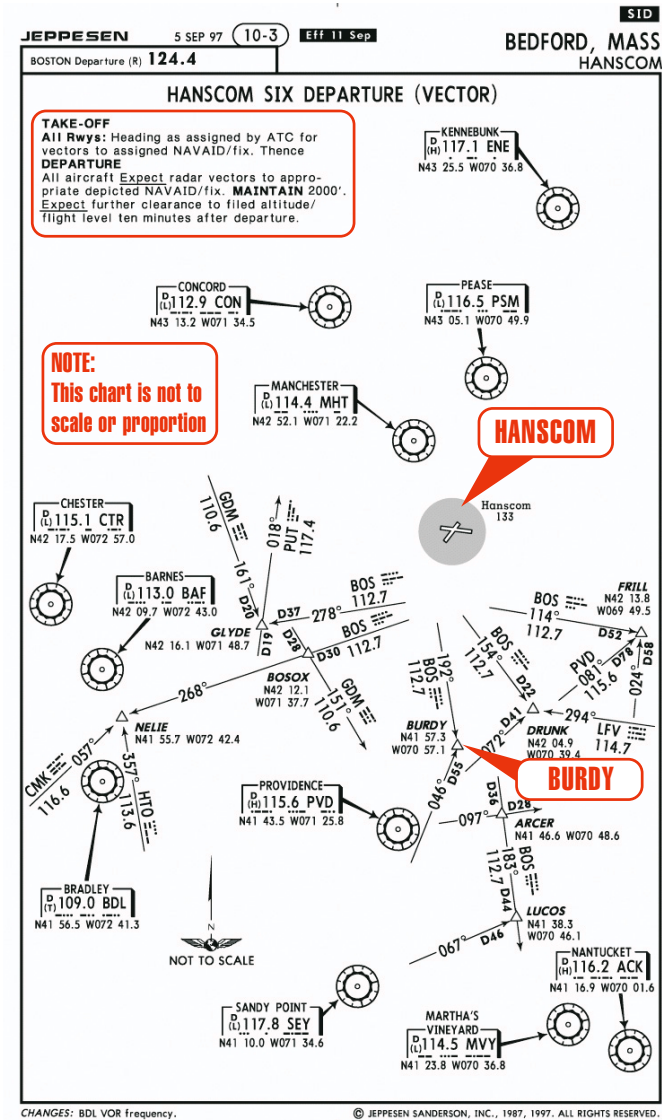 SID
JEPPESEN 5 SEP 97 10-3 Eff 11 Sep
BEDFORD, MASS
HANSCOM
BOSTON Departure (R) 124.4
HANSCOM SIX DEPARTURE (VECTOR)
TAKE-OFF
All Rwys: Heading as assigned by ATC for
vectors to assigned NAVAID/fix. Thence
DEPARTURE
All aircraft Expect radar vectors to appro-
priate depicted NAVAID/fix. MAINTAIN 2000'.
Expect further clearance to filed altitude/
flight level ten minutes after departure.
KENNEBUNK
D
(H) 117.1 ENE
N43 25.5 W070 36.8
CONCORD
D
(L) 112.9 CON
N43 13.2 W071 34.5
PEASE
D
(L) 116.5 PSM
N43 05.1 W070 49.9
NOTE:
This chart is not to
scale or proportion
MANCHESTER
D
(L) 114.4 MHT
N42 52.1 W071 22.2
HANSCOM
Hanscom
133
CHESTER
D
(L) 115.1 CTR
N42 17.5 W072 57.0
GDM
110.6
161°
D20
018°
PUT
117.4
BARNES
D
(L) 113.0 BAF
N42 09.7 W072 43.0
D37 278° BOS
112.7
GLYDE
N42 16.1 W071 48.7
D19
D28
D30 BOS
112.7
BOSOX
N42 12.1
W071 37.7
151°
GDM
110.6
268°
NELIE
N41 55.7 W072 42.4
CMK 057°
116.6
357° HTO
113.6
192°
BOS
112.7
BURDY
N41 57.3
W070 57.1
046° D55
BOS
154°
112.7
D22
D41
072°
DRUNK
N42 04.9
W070 39.4
BOS
114°
112.7
D52
FRILL
N42 13.8
W069 49.5
PVD
081°
115.6
D78
D58
024°
294° LFV
114.7
BURDY
PROVIDENCE
D
(H) 115.6 PVD
N41 43.5 W071 25.8
D36
097° D28
ARCER
N41 46.6 W070 48.6
183°
BOS
112.7
D44
LUCOS
N41 38.3
W070 46.1
067° D46
BRADLEY
D
(T) 109.0 BDL
N41 56.5 W072 41.3
N
NOT TO SCALE
NANTUCKET
D
(H) 116.2 ACK
N41 16.9 W070 01.6
SANDY POINT
D
(L) 117.8 SEY
N41 10.0 W071 34.6
MARTHA'S
VINEYARD
D
(L) 114.5 MVY
N41 23.8 W070 36.8
CHANGES: BDL VOR frequency.
© JEPPESEN SANDERSON, INC., 1987, 1997. ALL RIGHTS RESERVED.